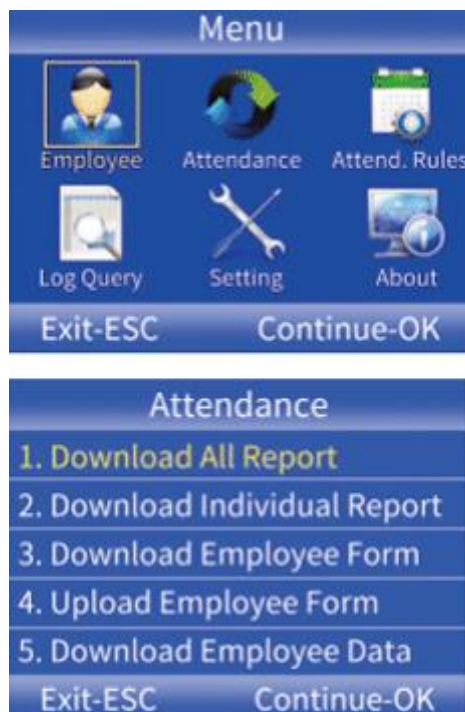 Menu
Employee Attendance Attend. Rules
Log Query Setting About
Exit-ESC Continue-OK
Attendance
1. Download All Report
2. Download Individual Report
3. Download Employee Form
4. Upload Employee Form
5. Download Employee Data
Exit-ESC Continue-OK